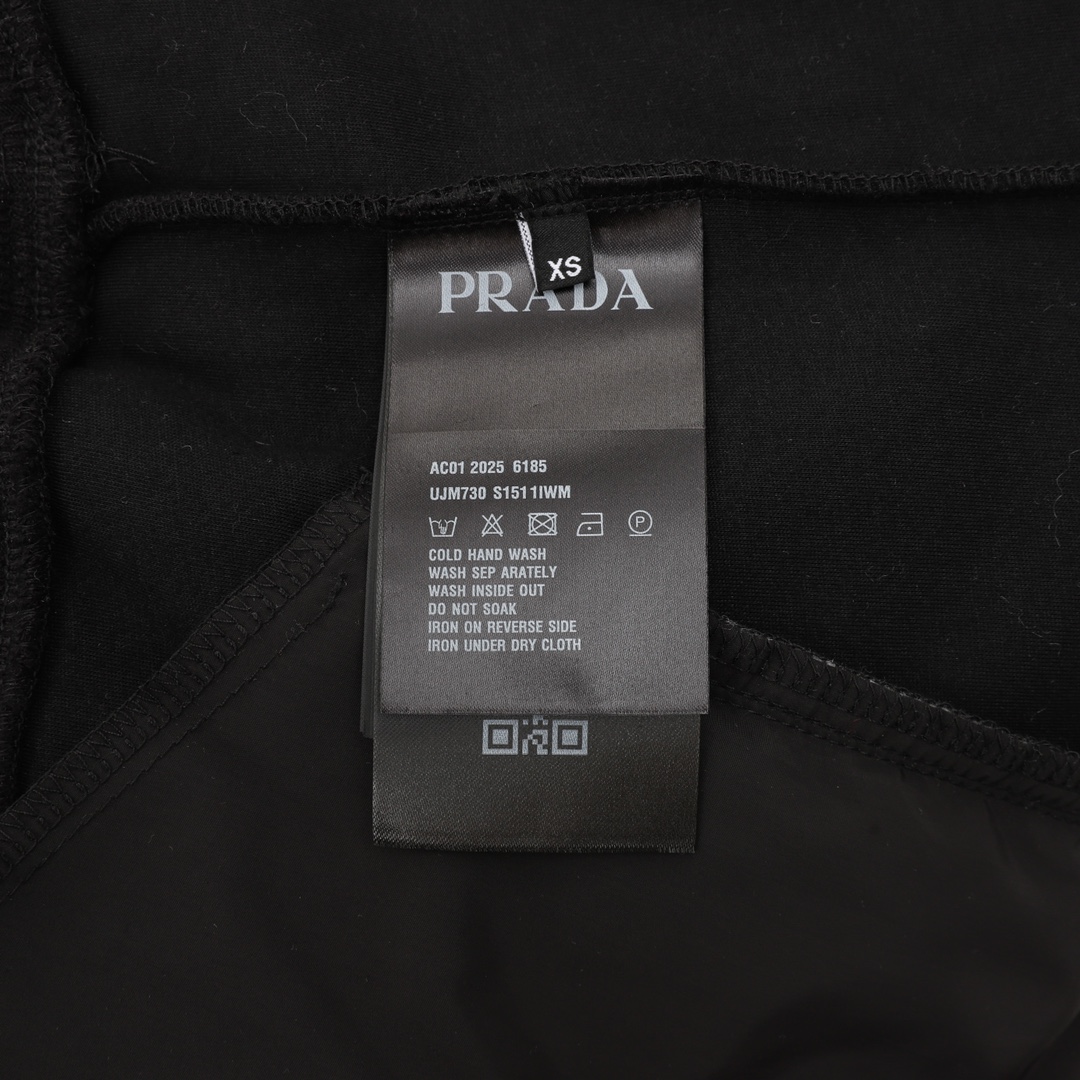 XS
PRADA
AC01 2025 6185
UJM730 S1511IWM
P
COLD HAND WASH
WASH SEP ARATELY
WASH INSIDE OUT
DO NOT SOAK
IRON ON REVERSE SIDE
IRON UNDER DRY CLOTH